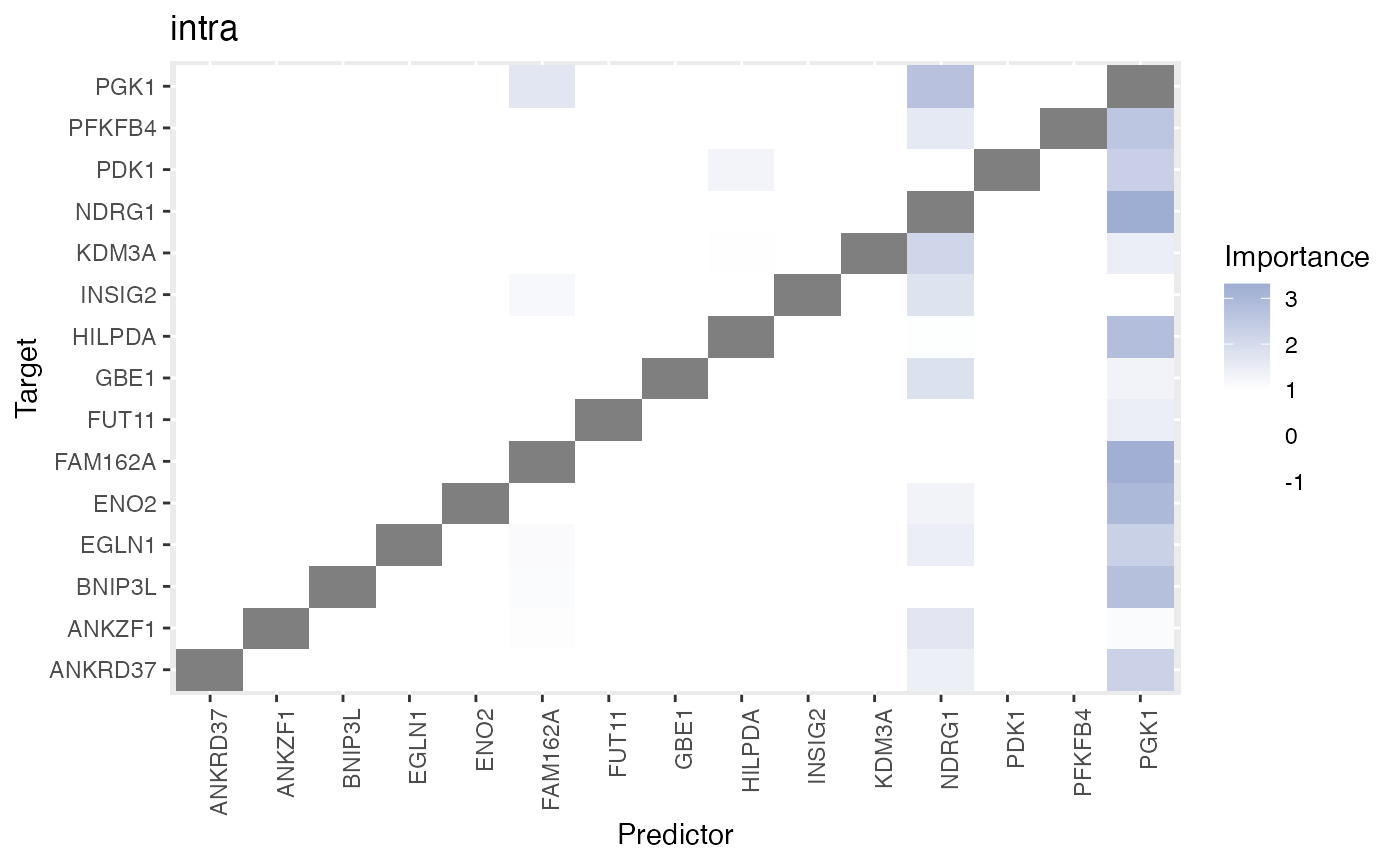 intra
PGK1
PFKFB4
PDK1
NDRG1
KDM3A
INSIG2
HILPDA
GBE1
FUT11
FAM162A
ENO2
EGLN1
BNIP3L
ANKZF1
ANKRD37
Target
ANKRD37
ANKZF1
BNIP3L
EGLN1
ENO2
FAM162A
FUT11
GBE1
HILPDA
INSIG2
KDM3A
NDRG1
PDK1
PFKFB4
PGK1
Predictor
Importance
3
2
1
0
-1